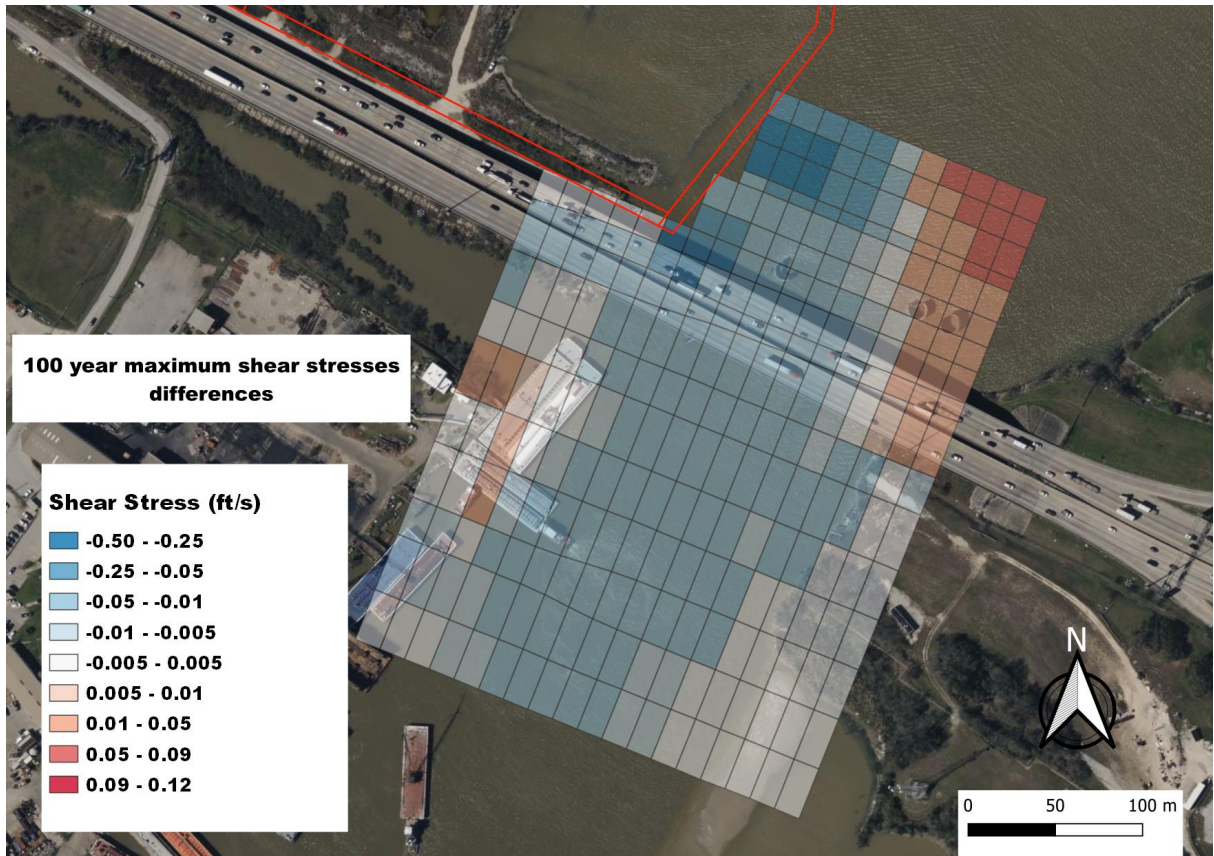 100 year maximum shear stresses
differences
Shear Stress (ft/s)
-0.50 - -0.25
-0.25 - -0.05
-0.05 - -0.01
-0.01 - -0.005
-0.005 - 0.005
0.005 - 0.01
0.01 - 0.05
0.05 - 0.09
0.09 - 0.12
N
0 50 100 m